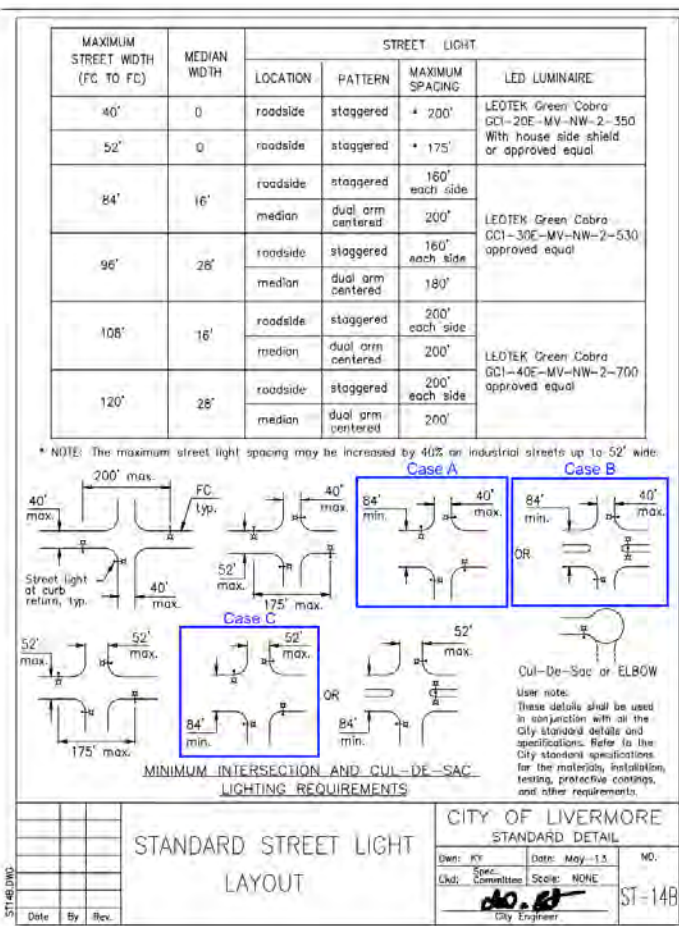 MAXIMUM
STREET WIDTH
(FC TO FC)
MEDIAN
WIDTH
STREET LIGHT
LOCATION
PATTERN
MAXIMUM
SPACING
LED LUMINAIRE
40'
0
roadside
staggered
* 200'
LEOTEK Green Cobra
GC1-20E-MV-NW-2-350
With house side shield
or approved equal
52'
0
roadside
staggered
* 175'
84'
16'
roadside
staggered
160'
each side
median
dual arm
centered
200'
LEOTEK Green Cobra
GC1-30E-MV-NW-2-530
approved equal
96'
28'
roadside
staggered
160'
each side
median
dual arm
centered
180'
108'
16'
roadside
staggered
200'
each side
median
dual arm
centered
200'
LEOTEK Green Cobra
GC1-40E-MV-NW-2-700
approved equal
120'
28'
roadside
staggered
200'
each side
median
dual arm
centered
200'
* NOTE: The maximum street light spacing may be increased by 40% on industrial streets up to 52' wide.
Case A
Case B
200' max.
40'
max.
FC
typ.
Street light
at curb
return, typ.
40'
max.
40'
max.
52'
max.
175' max.
84'
min.
40'
max.
OR
84'
min.
40'
max.
Case C
52'
max.
52'
max.
175' max.
52'
max.
84'
min.
OR
52'
max.
84'
min.
Cul-De-Sac or ELBOW
User note:
These details shall be used
in conjunction with all the
City standard details and
specifications. Refer to the
City standard specifications
for the materials, installation,
testing, protective coatings,
and other requirements.
MINIMUM INTERSECTION AND CUL-DE-SAC
LIGHTING REQUIREMENTS
ST14B.DWG
Date By Rev.
STANDARD STREET LIGHT
LAYOUT
CITY OF LIVERMORE
STANDARD DETAIL
Dwn: KY
Date: May-13
NO.
Chd: Spec. Committee
Scale: NONE
ST-14B
City Engineer